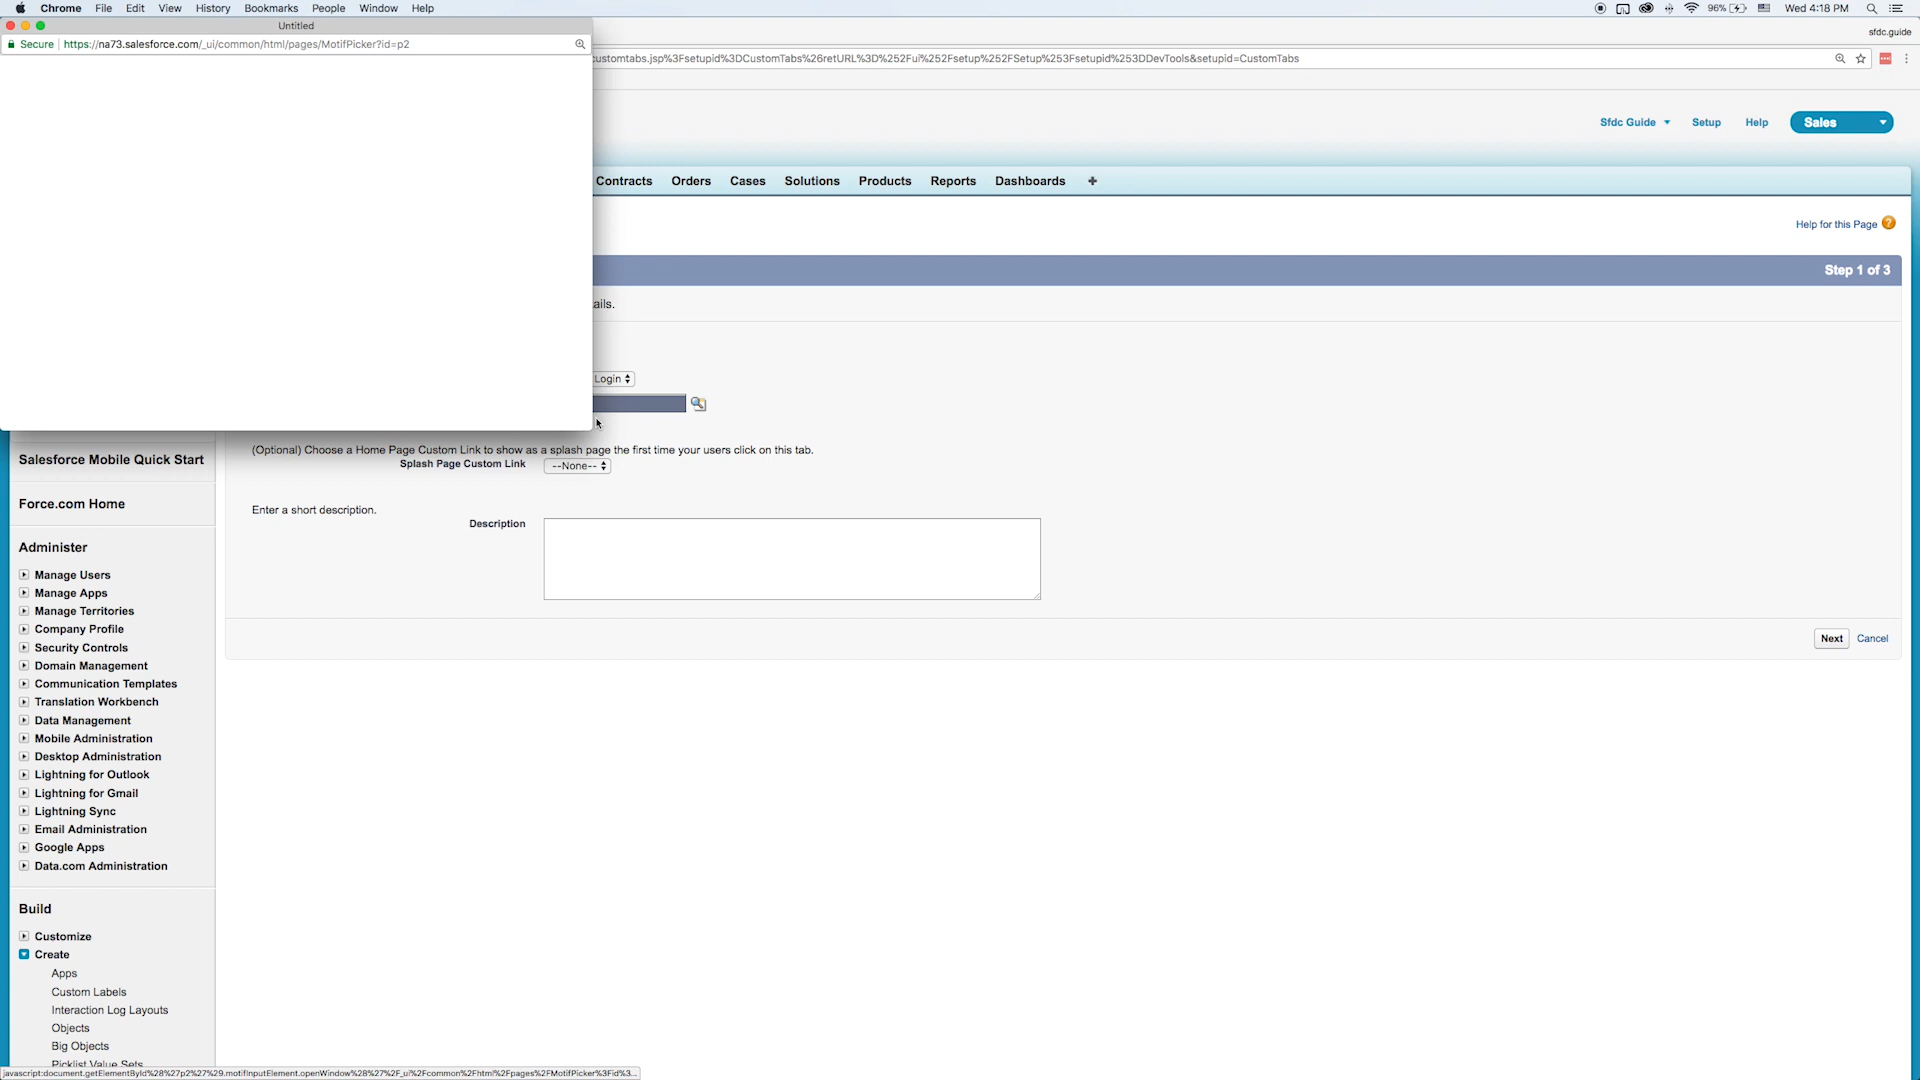 Chrome File Edit View History Bookmarks People Window Help 96% Wed 4:18 PM
Untitled
sfdc.guide
Secure https://na73.salesforce.com/_ui/common/html/pages/MotifPicker?id=p2
customtabs.jsp%3Fsetupid%3DCustomTabs%26retURL%3D%252Fui%252Fsetup%252FSetup%253Fsetupid%253DDevTools&setupid=CustomTabs
Sfdc Guide Setup Help Sales
Contracts Orders Cases Solutions Products Reports Dashboards +
Help for this Page ?
Step 1 of 3
ails.
Login
(Optional) Choose a Home Page Custom Link to show as a splash page the first time your users click on this tab.
Splash Page Custom Link --None--
Enter a short description.
Description
Next Cancel
Salesforce Mobile Quick Start
Force.com Home
Administer
Manage Users
Manage Apps
Manage Territories
Company Profile
Security Controls
Domain Management
Communication Templates
Translation Workbench
Data Management
Mobile Administration
Desktop Administration
Lightning for Outlook
Lightning for Gmail
Lightning Sync
Email Administration
Google Apps
Data.com Administration
Build
Customize
Create
Apps
Custom Labels
Interaction Log Layouts
Objects
Big Objects
Picklist Value Sets
javascript:document.getElementById%28%27p2%27%29.motifInputElement.openWindow%28%27%2F_ui%2Fcommon%2Fhtml%2Fpages%2FMotifPicker%3Fid%3...